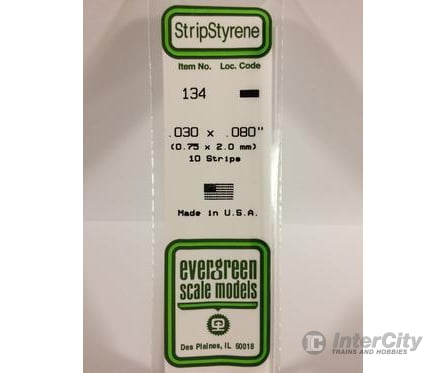 StripStyrene
Item No. Loc. Code
134
.030 x .080"
(0.75 x 2.0 mm)
10 Strips
Made in U.S.A.
evergreen
scale models
Des Plaines, IL 60018
InterCity
TRAINS AND HOBBIES